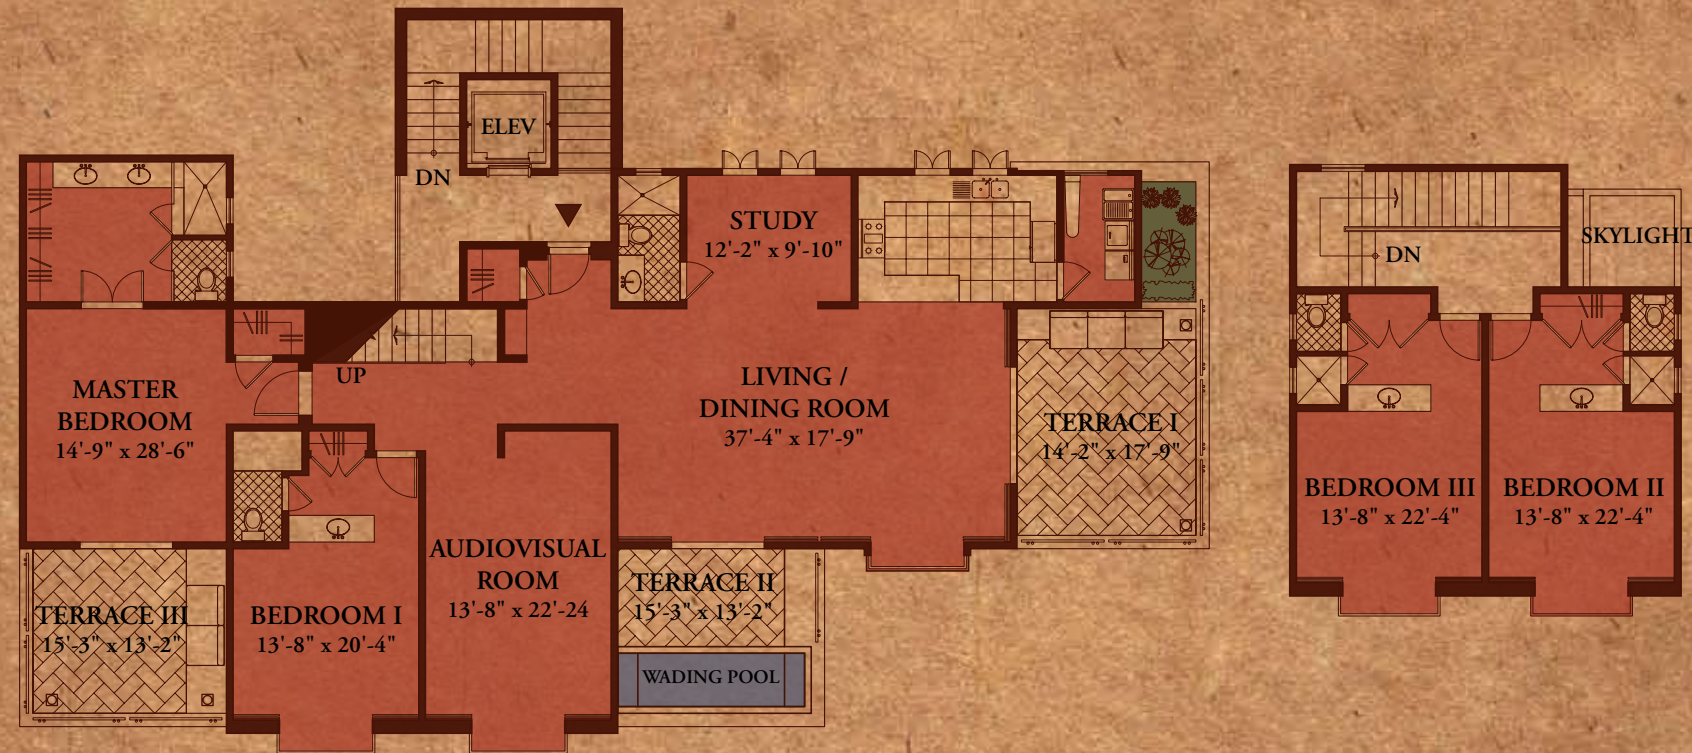 ELEV
DN
STUDY
12'-2" x 9'-10"
UP
MASTER
BEDROOM
14'-9" x 28'-6"
LIVING /
DINING ROOM
37'-4" x 17'-9"
TERRACE I
14'-2" x 17'-9"
AUDIOVISUAL
ROOM
13'-8" x 22'-24
TERRACE II
15'-3" x 13'-2"
WADING POOL
TERRACE III
15'-3" x 13'-2"
BEDROOM I
13'-8" x 20'-4"
DN
SKYLIGHT
BEDROOM III
13'-8" x 22'-4"
BEDROOM II
13'-8" x 22'-4"